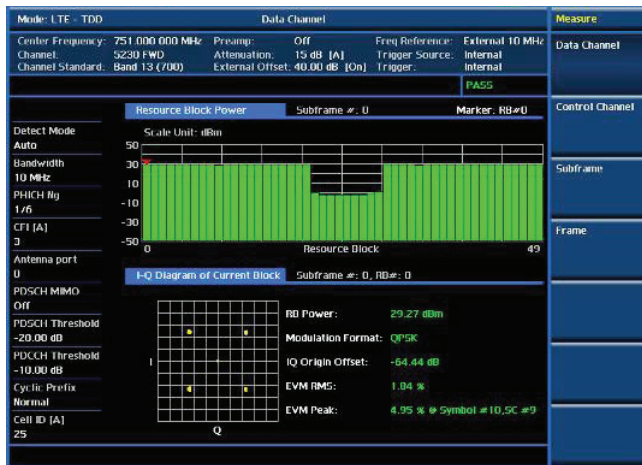 Mode: LTE - TDD
Data Channel
Measure
Center Frequency: 751.000 000 MHz Preamp: Off Freq Reference: External 10 MHz
Channel: 5230 FWD Attenuation: 15 dB [A] Trigger Source: Internal
Channel Standard: Band 13 (700) External Offset: 40.00 dB [On] Trigger: Internal
PASS
Data Channel
Control Channel
Subframe
Frame
Detect Mode
Auto
Bandwidth
10 MHz
PHICH Ng
1/6
CFI [A]
3
Antenna port
0
PDSCH MIMO
Off
PDSCH Threshold
-20.00 dB
PDCCH Threshold
-10.00 dB
Cyclic Prefix
Normal
Cell ID [A]
25
Resource Block Power Subframe #: 0 Marker: RB#0
Scale Unit: dBm
50
30
10
-10
-30
-50
0 Resource Block 49
I-Q Diagram of Current Block Subframe #: 0, RB#: 0
I
Q
RB Power: 29.27 dBm
Modulation Format: QPSK
IQ Origin Offset: -64.44 dB
EVM RMS: 1.04 %
EVM Peak: 4.95 % @ Symbol #10,SC #9